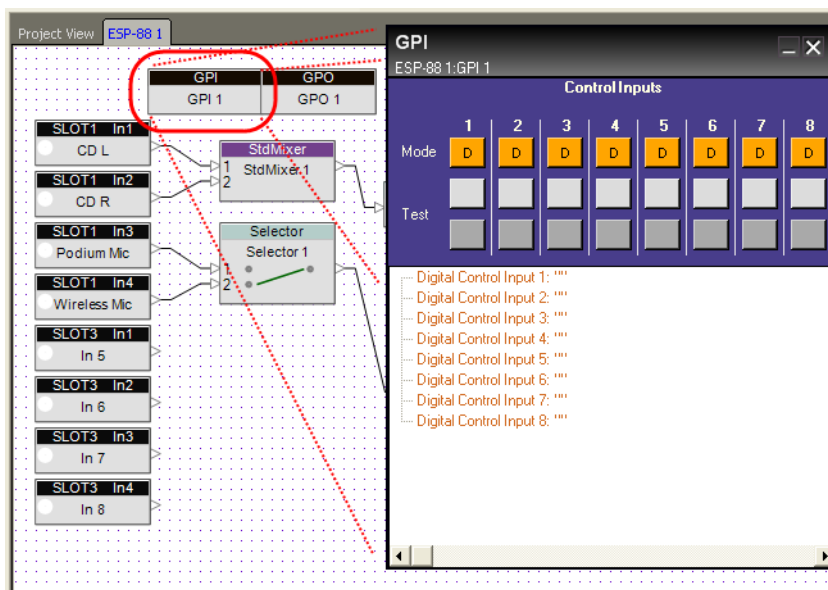 Project View
ESP-88 1
GPI
GPI 1
GPO
GPO 1
SLOT1 In1
CD L
SLOT1 In2
CD R
SLOT1 In3
Podium Mic
SLOT1 In4
Wireless Mic
SLOT3 In1
In 5
SLOT3 In2
In 6
SLOT3 In3
In 7
SLOT3 In4
In 8
StdMixer
1 StdMixer 1
2
Selector
Selector 1
1
2
GPI
ESP-88 1:GPI 1
Control Inputs
1 2 3 4 5 6 7 8
Mode D D D D D D D D
Test
Digital Control Input 1: ""
Digital Control Input 2: ""
Digital Control Input 3: ""
Digital Control Input 4: ""
Digital Control Input 5: ""
Digital Control Input 6: ""
Digital Control Input 7: ""
Digital Control Input 8: ""